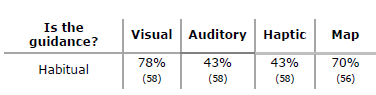 Is the guidance? Visual Auditory Haptic Map
Habitual 78% 43% 43% 70%
(58) (58) (58) (56)